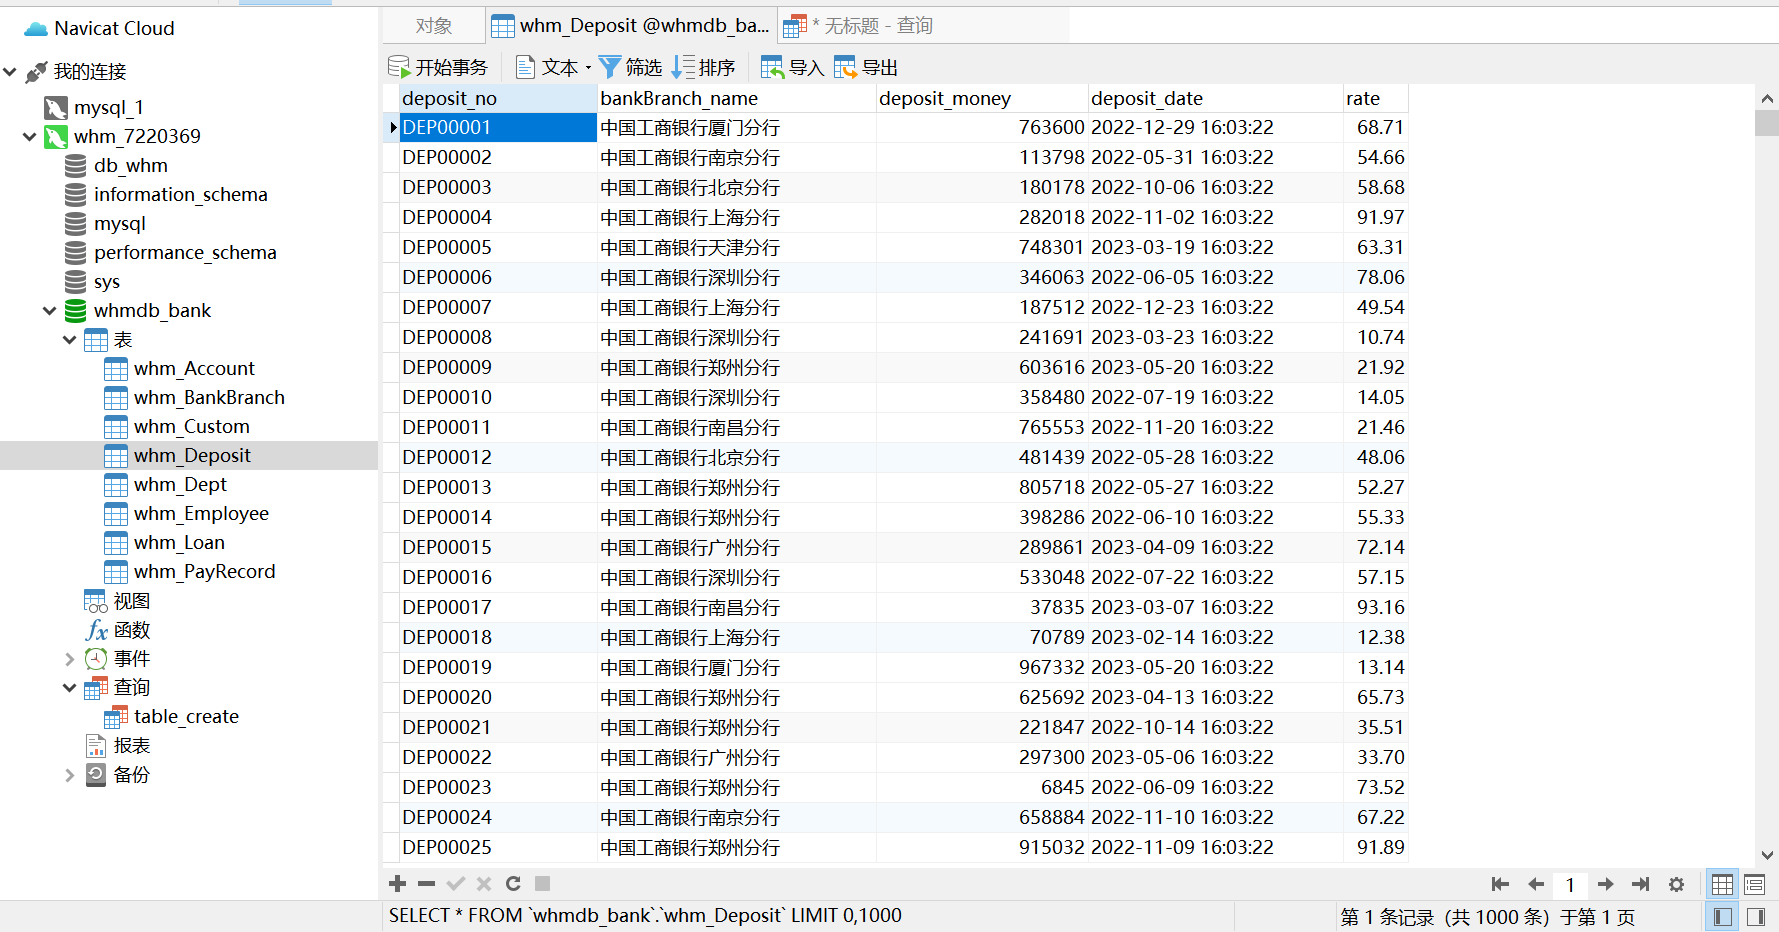 Navicat Cloud
我的连接
mysql_1
whm_7220369
db_whm
information_schema
mysql
performance_schema
sys
whmdb_bank
表
whm_Account
whm_BankBranch
whm_Custom
whm_Deposit
whm_Dept
whm_Employee
whm_Loan
whm_PayRecord
视图
函数
事件
查询
table_create
报表
备份
对象 whm_Deposit @whmdb_ba... * 无标题 - 查询
开始事务 文本 筛选 排序 导入 导出
deposit_no bankBranch_name deposit_money deposit_date rate
DEP00001 中国工商银行厦门分行 763600 2022-12-29 16:03:22 68.71
DEP00002 中国工商银行南京分行 113798 2022-05-31 16:03:22 54.66
DEP00003 中国工商银行北京分行 180178 2022-10-06 16:03:22 58.68
DEP00004 中国工商银行上海分行 282018 2022-11-02 16:03:22 91.97
DEP00005 中国工商银行天津分行 748301 2023-03-19 16:03:22 63.31
DEP00006 中国工商银行深圳分行 346063 2022-06-05 16:03:22 78.06
DEP00007 中国工商银行上海分行 187512 2022-12-23 16:03:22 49.54
DEP00008 中国工商银行深圳分行 241691 2023-03-23 16:03:22 10.74
DEP00009 中国工商银行郑州分行 603616 2023-05-20 16:03:22 21.92
DEP00010 中国工商银行深圳分行 358480 2022-07-19 16:03:22 14.05
DEP00011 中国工商银行南昌分行 765553 2022-11-20 16:03:22 21.46
DEP00012 中国工商银行北京分行 481439 2022-05-28 16:03:22 48.06
DEP00013 中国工商银行郑州分行 805718 2022-05-27 16:03:22 52.27
DEP00014 中国工商银行郑州分行 398286 2022-06-10 16:03:22 55.33
DEP00015 中国工商银行广州分行 289861 2023-04-09 16:03:22 72.14
DEP00016 中国工商银行深圳分行 533048 2022-07-22 16:03:22 57.15
DEP00017 中国工商银行南昌分行 37835 2023-03-07 16:03:22 93.16
DEP00018 中国工商银行上海分行 70789 2023-02-14 16:03:22 12.38
DEP00019 中国工商银行厦门分行 967332 2023-05-20 16:03:22 13.14
DEP00020 中国工商银行郑州分行 625692 2023-04-13 16:03:22 65.73
DEP00021 中国工商银行郑州分行 221847 2022-10-14 16:03:22 35.51
DEP00022 中国工商银行广州分行 297300 2023-05-06 16:03:22 33.70
DEP00023 中国工商银行郑州分行 6845 2022-06-09 16:03:22 73.52
DEP00024 中国工商银行南京分行 658884 2022-11-10 16:03:22 67.22
DEP00025 中国工商银行郑州分行 915032 2022-11-09 16:03:22 91.89
1
SELECT * FROM `whmdb_bank`.`whm_Deposit` LIMIT 0,1000
第 1 条记录（共 1000 条）于第 1 页